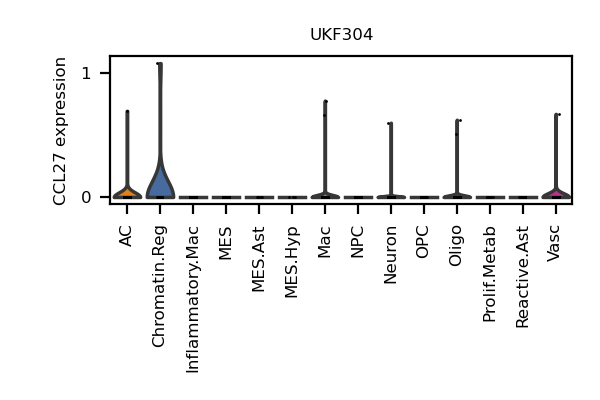 UKF304
CCL27 expression
1
0
AC
Chromatin.Reg
Inflammatory.Mac
MES
MES.Ast
MES.Hyp
Mac
NPC
Neuron
OPC
Oligo
Prolif.Metab
Reactive.Ast
Vasc